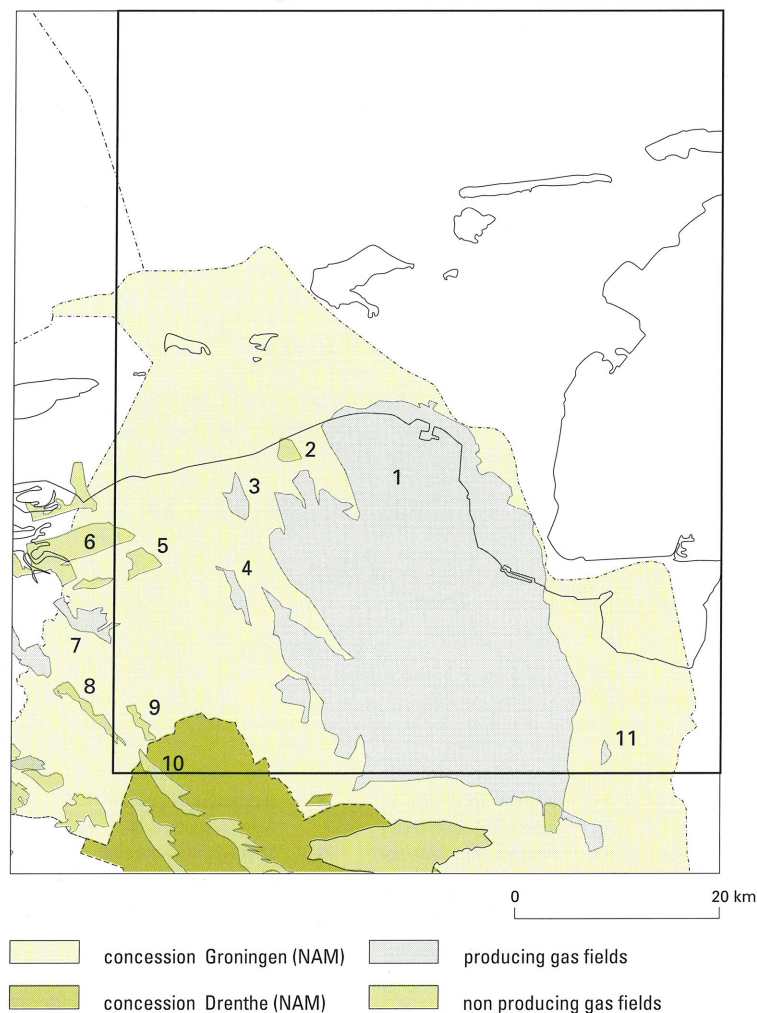 1
2
3
4
5
6
7
8
9
10
11
0 20 km
concession Groningen (NAM)
producing gas fields
concession Drenthe (NAM)
non producing gas fields